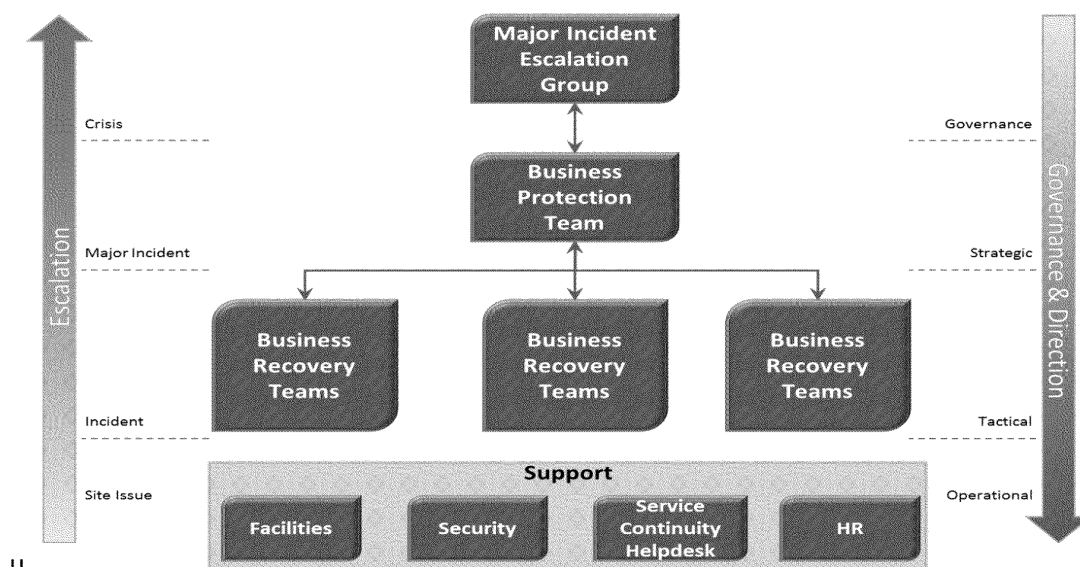 Major Incident
Escalation
Group
Crisis
Governance
Business
Protection
Team
Major Incident
Strategic
Escalation
Governance & Direction
Business
Recovery
Teams
Business
Recovery
Teams
Business
Recovery
Teams
Incident
Tactical
Support
Site Issue
Operational
Facilities
Security
Service
Continuity
Helpdesk
HR